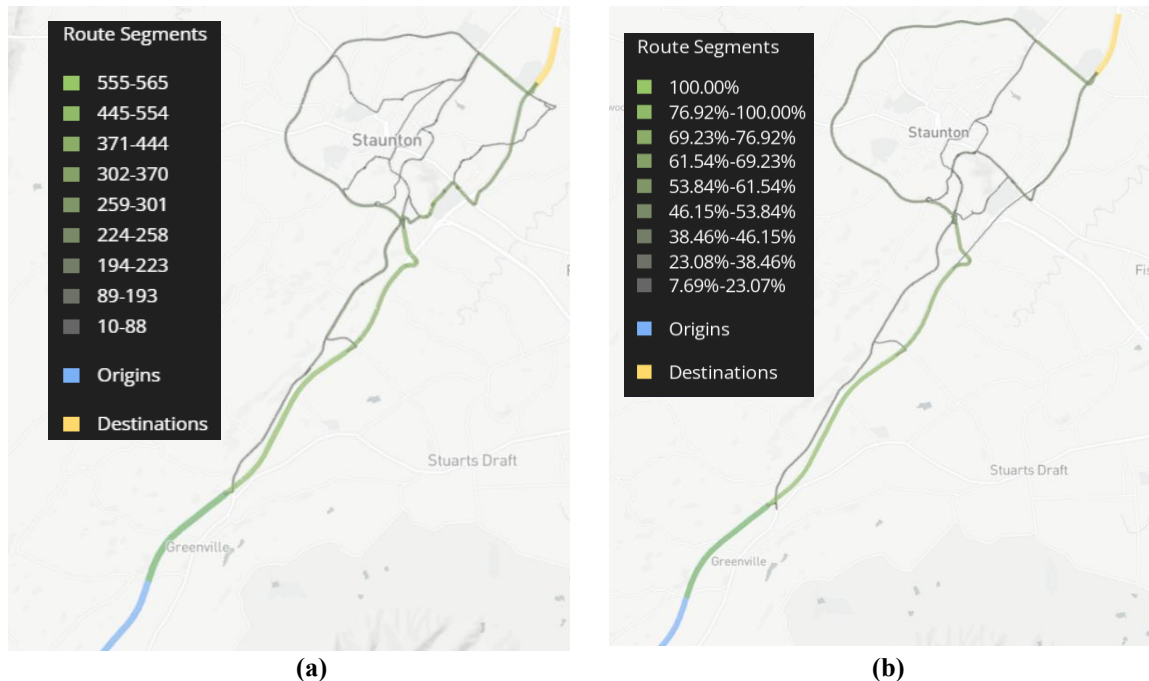 Route Segments
555-565
445-554
371-444
302-370
259-301
224-258
194-223
89-193
10-88
Origins
Destinations
Staunton
Stuarts Draft
Greenville
(a)
Route Segments
100.00%
76.92%-100.00%
69.23%-76.92%
61.54%-69.23%
53.84%-61.54%
46.15%-53.84%
38.46%-46.15%
23.08%-38.46%
7.69%-23.07%
Origins
Destinations
Staunton
Fis
Stuarts Draft
Greenville
(b)